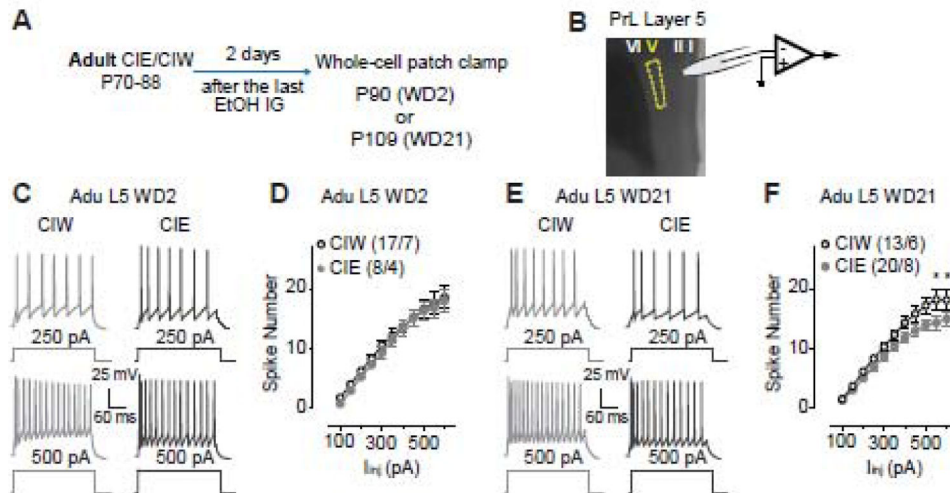 A
Adult CIE/CIW
P70-88
2 days
after the last
EtOH IG
Whole-cell patch clamp
P90 (WD2)
or
P109 (WD21)
B
PrL Layer 5
VI V II I
C
Adu L5 WD2
CIW CIE
250 pA 250 pA
25 mV
60 ms
500 pA 500 pA
D
Adu L5 WD2
CIW (17/7)
CIE (8/4)
Spike Number
20
10
0
100 300 500
Iinj (pA)
E
Adu L5 WD21
CIW CIE
250 pA 250 pA
25 mV
60 ms
500 pA 500 pA
F
Adu L5 WD21
CIW (13/6)
CIE (20/8)
* *
Spike Number
20
10
0
100 300 500
Iinj (pA)